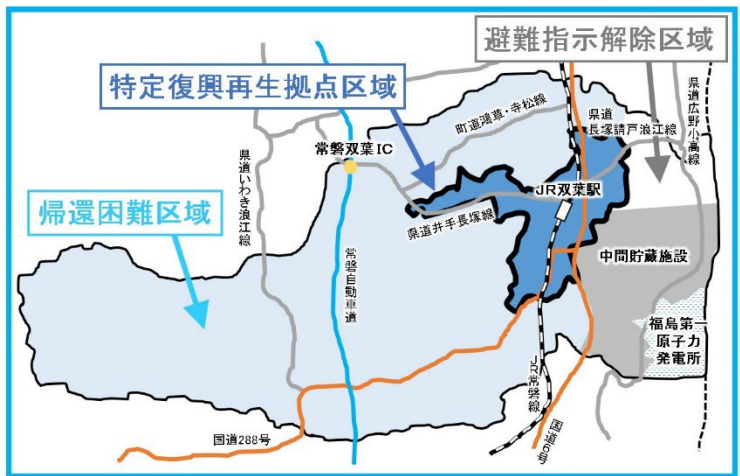 避難指示解除区域
特定復興再生拠点区域
帰還困難区域
県道いわき浪江線
常磐双葉IC
常磐自動車道
町道鴻草・寺松線
県道井手長塚線
県道
長塚請戸浪江線
県道広野小高線
JR双葉駅
中間貯蔵施設
福島第一
原子力
発電所
JR常磐線
国道6号
国道288号